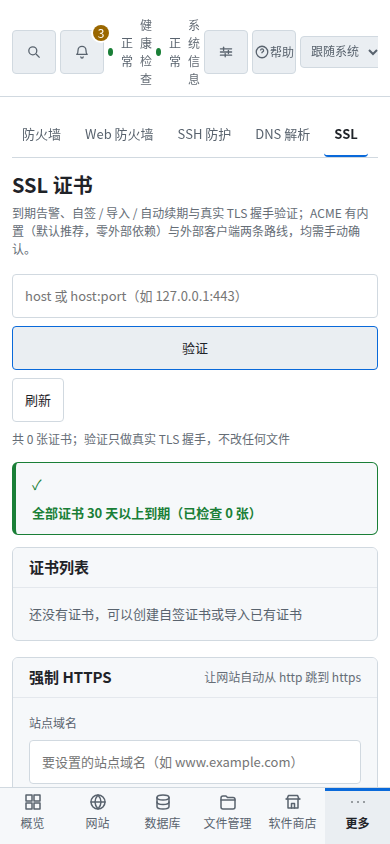 3
正常
健康检查
正常
系统信息
帮助
跟随系统
防火墙
Web 防火墙
SSH 防护
DNS 解析
SSL
SSL 证书
到期告警、自签 / 导入 / 自动续期与真实 TLS 握手验证；ACME 有内
置（默认推荐，零外部依赖）与外部客户端两条路线，均需手动确
认。
host 或 host:port（如 127.0.0.1:443）
验证
刷新
共 0 张证书；验证只做真实 TLS 握手，不改任何文件
✓
全部证书 30 天以上到期（已检查 0 张）
证书列表
还没有证书，可以创建自签证书或导入已有证书
强制 HTTPS
让网站自动从 http 跳到 https
站点域名
要设置的站点域名（如 www.example.com）
概览
网站
数据库
文件管理
软件商店
更多